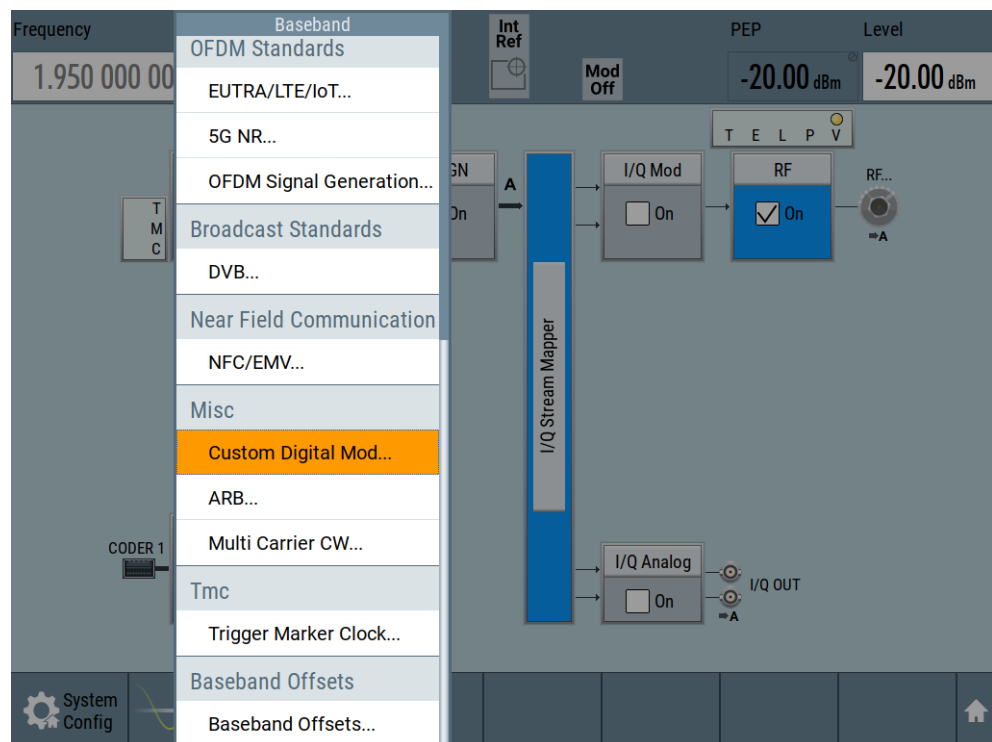 Frequency
1.950 000 00
Baseband
OFDM Standards
EUTRA/LTE/IoT...
5G NR...
OFDM Signal Generation...
Broadcast Standards
DVB...
Near Field Communication
NFC/EMV...
Misc
Custom Digital Mod...
ARB...
Multi Carrier CW...
Tmc
Trigger Marker Clock...
Baseband Offsets
Baseband Offsets...
Int
Ref
Mod
Off
PEP
-20.00 dBm
Level
-20.00 dBm
T E L P V
T
M
C
GN
On
A
I/Q Stream Mapper
I/Q Mod
On
RF
On
RF...
A
CODER 1
I/Q Analog
On
I/Q OUT
A
System
Config